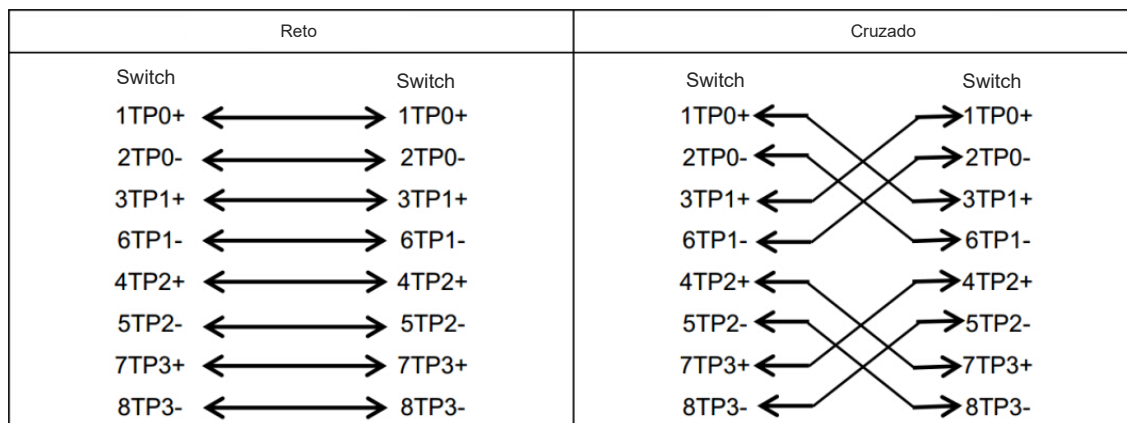 Reto Cruzado
Switch Switch Switch Switch
1TP0+ 1TP0+ 1TP0+ 1TP0+
2TP0- 2TP0- 2TP0- 2TP0-
3TP1+ 3TP1+ 3TP1+ 3TP1+
6TP1- 6TP1- 6TP1- 6TP1-
4TP2+ 4TP2+ 4TP2+ 4TP2+
5TP2- 5TP2- 5TP2- 5TP2-
7TP3+ 7TP3+ 7TP3+ 7TP3+
8TP3- 8TP3- 8TP3- 8TP3-